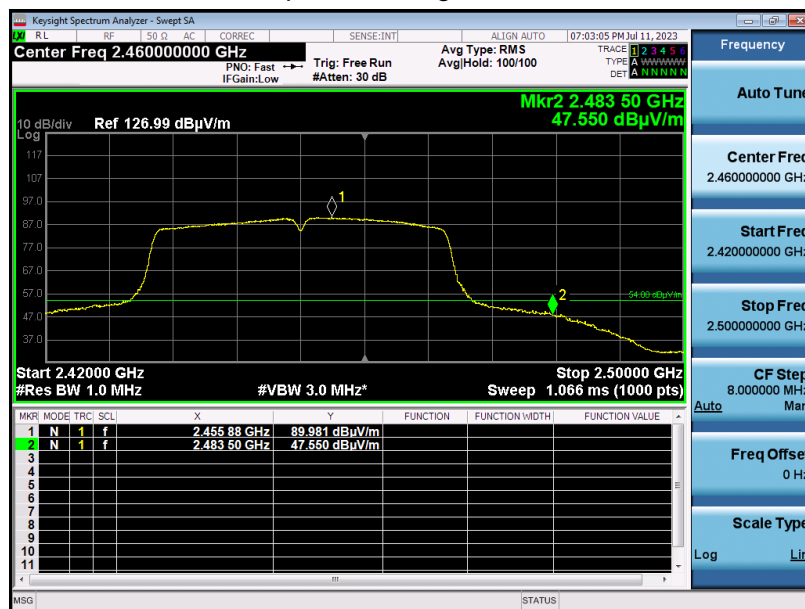 Keysight Spectrum Analyzer - Swept SA
LXI RL RF 50 Ω AC CORREC SENSE:INT ALIGN AUTO 07:03:05 PM Jul 11, 2023
Center Freq 2.460000000 GHz
PNO: Fast
IFGain:Low
Trig: Free Run
#Atten: 30 dB
Avg Type: RMS
Avg|Hold: 100/100
TRACE 1 2 3 4 5 6
TYPE A WWWWW
DET A N N N N N
Mkr2 2.483 50 GHz
47.550 dBµV/m
10 dB/div Ref 126.99 dBµV/m
Log
117
107
97.0
87.0
77.0
67.0
57.0
47.0
37.0
1
2
54.00 dBµV/m
Start 2.42000 GHz Stop 2.50000 GHz
#Res BW 1.0 MHz #VBW 3.0 MHz* Sweep 1.066 ms (1000 pts)
MKR MODE TRC SCL X Y FUNCTION FUNCTION WIDTH FUNCTION VALUE
1 N 1 f 2.455 88 GHz 89.981 dBµV/m
2 N 1 f 2.483 50 GHz 47.550 dBµV/m
3
4
5
6
7
8
9
10
11
MSG STATUS
Frequency
Auto Tune
Center Freq
2.460000000 GHz
Start Freq
2.420000000 GHz
Stop Freq
2.500000000 GHz
CF Step
8.000000 MHz
Auto Man
Freq Offset
0 Hz
Scale Type
Log Lin